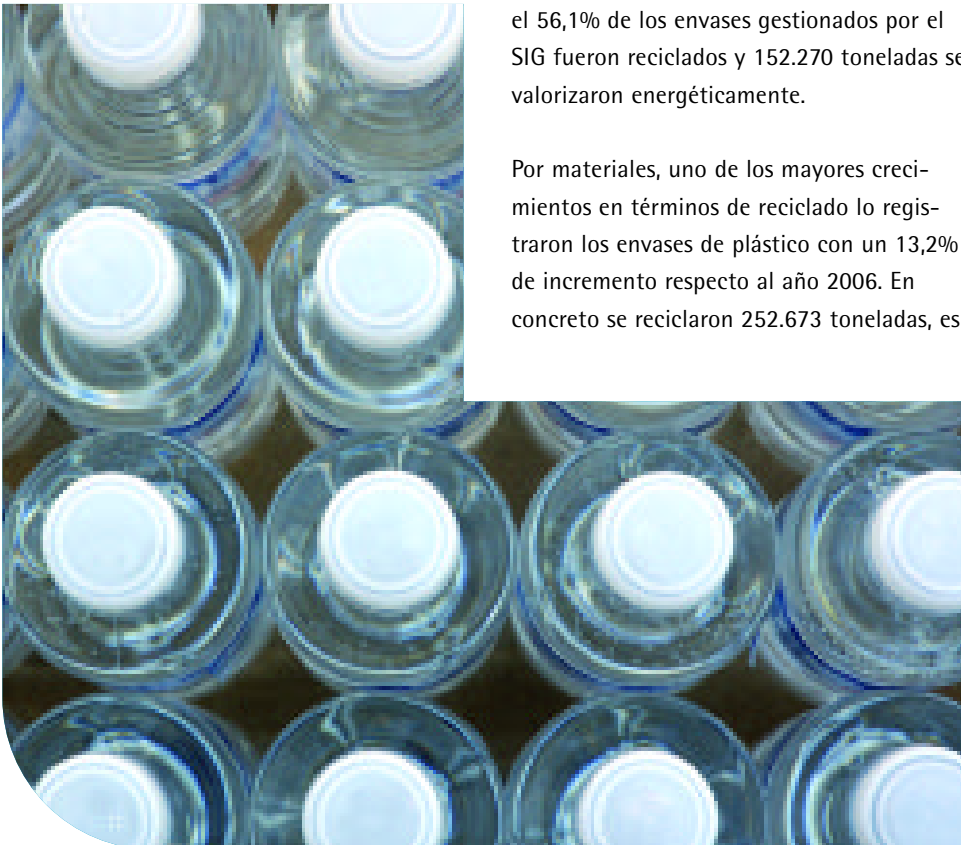 el 56,1% de los envases gestionados por el
SIG fueron reciclados y 152.270 toneladas se
valorizaron energéticamente.
Por materiales, uno de los mayores creci-
mientos en términos de reciclado lo regis-
traron los envases de plástico con un 13,2%
de incremento respecto al año 2006. En
concreto se reciclaron 252.673 toneladas, es